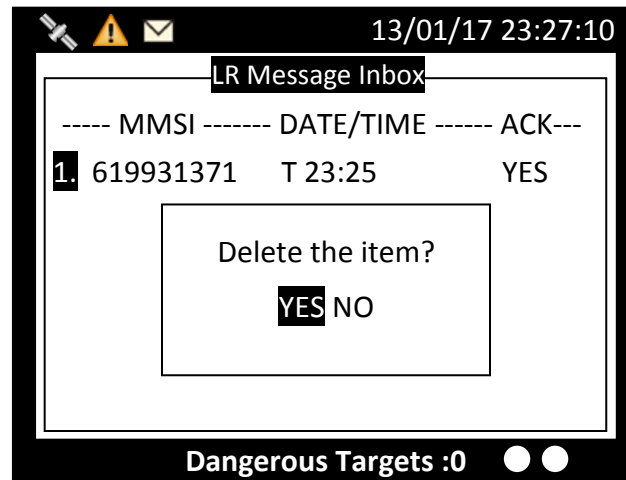 13/01/17 23:27:10
LR Message Inbox
----- MMSI ------- DATE/TIME ------ ACK---
1. 619931371 T 23:25 YES
Delete the item?
YES NO
Dangerous Targets :0